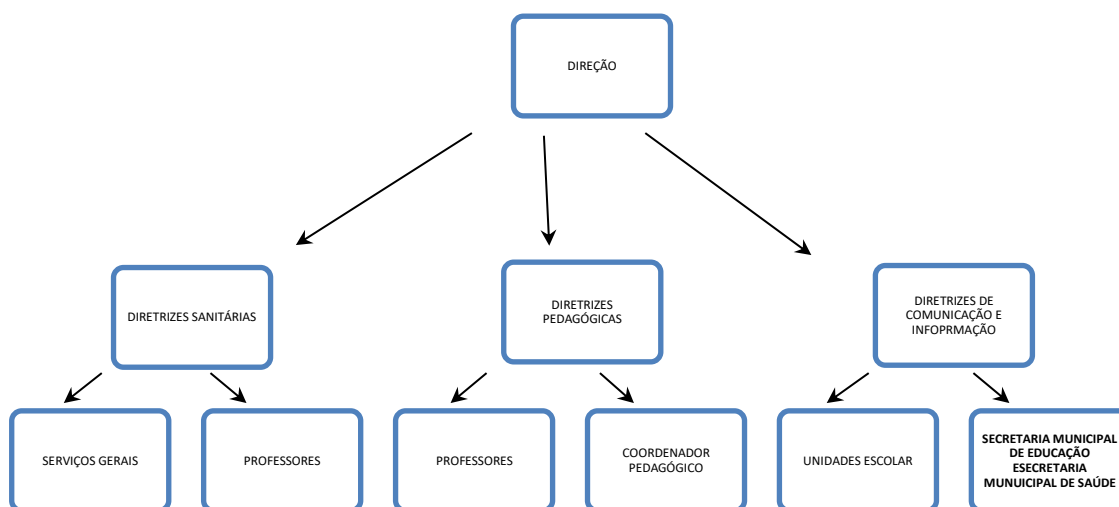 DIREÇÃO
DIRETRIZES SANITÁRIAS
DIRETRIZES
PEDAGÓGICAS
DIRETRIZES DE
COMUNICAÇÃO E
INFOPRMAÇÃO
SERVIÇOS GERAIS
PROFESSORES
PROFESSORES
COORDENADOR
PEDAGÓGICO
UNIDADES ESCOLAR
SECRETARIA MUNICIPAL
DE EDUCAÇÃO
ESECRETARIA
MUNUICIPAL DE SAÚDE